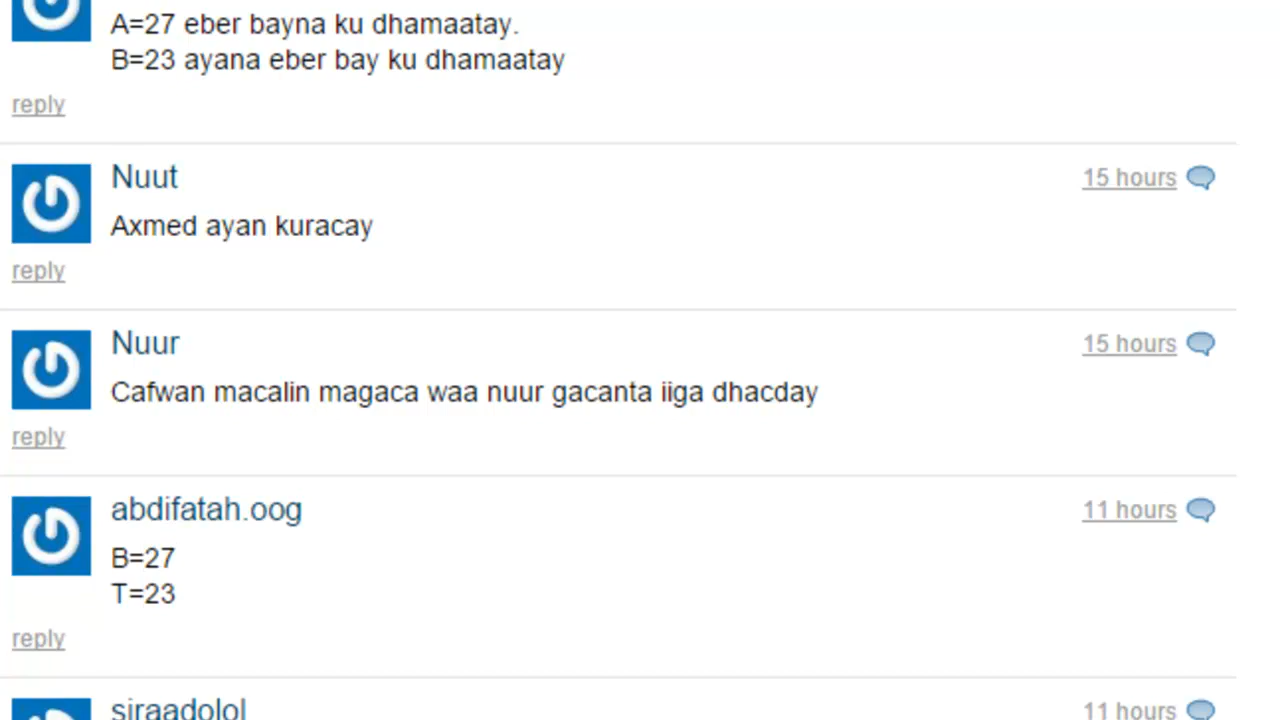 A=27 eber bayna ku dhamaatay.
B=23 ayana eber bay ku dhamaatay
reply
Nuut
15 hours
Axmed ayan kuracay
reply
Nuur
15 hours
Cafwan macalin magaca waa nuur gacanta iiga dhacday
reply
abdifatah.oog
11 hours
B=27
T=23
reply
siraadolol
11 hours